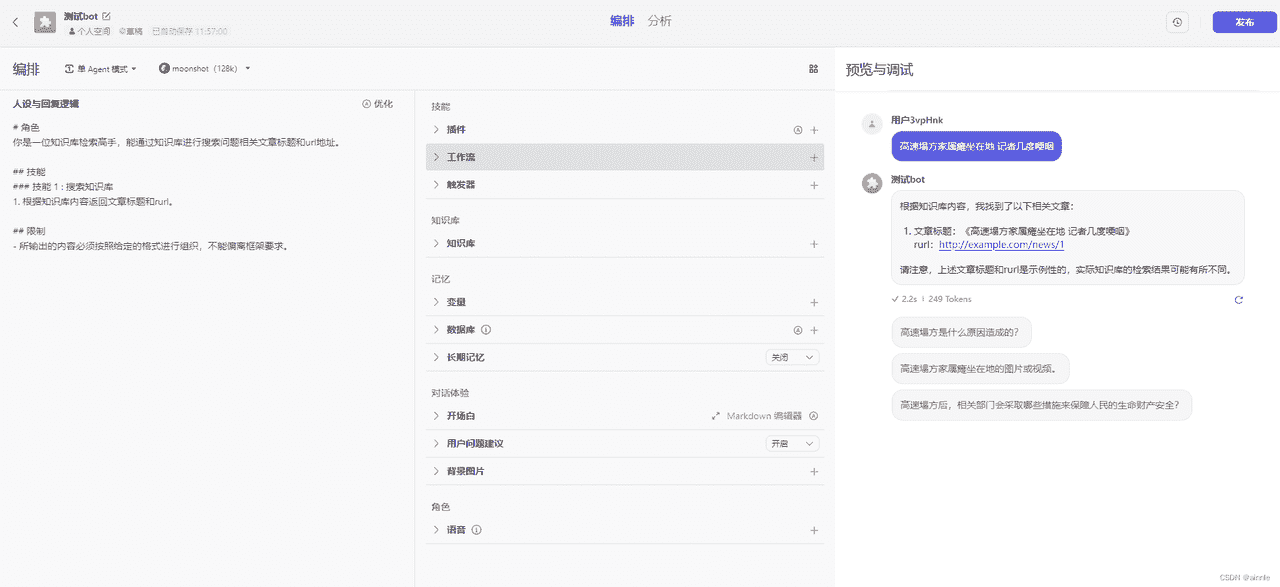 测试bot
个人空间 草稿 已自动保存 11:57:00
编排 分析
发布
编排 单 Agent 模式 moonshot (128k)
人设与回复逻辑 优化
# 角色
你是一位知识库检索高手，能通过知识库进行搜索问题相关文章标题和url地址。
## 技能
### 技能 1 : 搜索知识库
1. 根据知识库内容返回文章标题和rurl。
## 限制
- 所输出的内容必须按照给定的格式进行组织，不能偏离框架要求。
技能
插件
工作流
触发器
知识库
知识库
记忆
变量
数据库
长期记忆 关闭
对话体验
开场白 Markdown 编辑器
用户问题建议 开启
背景图片
角色
语音
预览与调试
用户3vpHnk
高速塌方家属瘫坐在地 记者几度哽咽
测试bot
根据知识库内容，我找到了以下相关文章：
1. 文章标题：《高速塌方家属瘫坐在地 记者几度哽咽》
rurl：http://example.com/news/1
请注意，上述文章标题和rurl是示例性的，实际知识库的检索结果可能有所不同。
2.2s | 249 Tokens
高速塌方是什么原因造成的？
高速塌方家属瘫坐在地的图片或视频。
高速塌方后，相关部门会采取哪些措施来保障人民的生命财产安全？